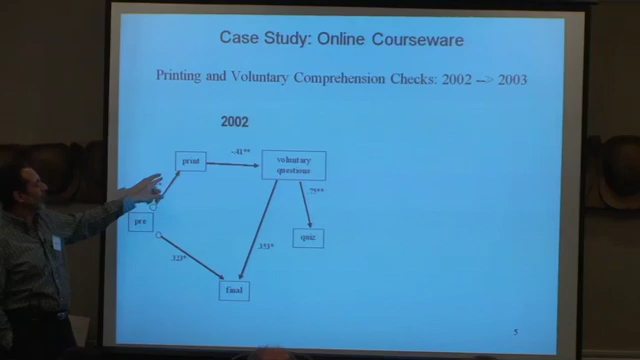 Case Study: Online Courseware
Printing and Voluntary Comprehension Checks: 2002 --> 2003
2002
print
-.41**
voluntary
questions
.75**
pre
quiz
.353*
.323*
final
5